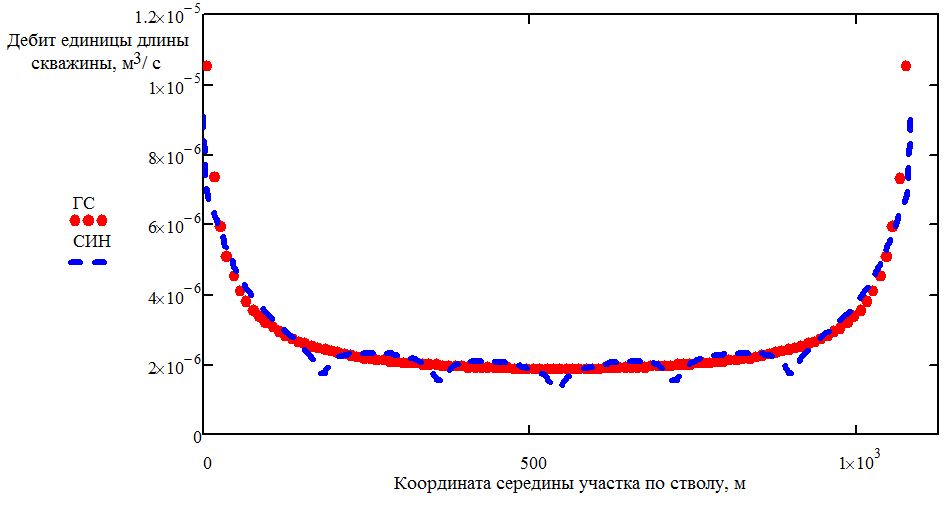 1.2×10⁻⁵
Дебит единицы длины
скважины, м³/ с
1×10⁻⁵
8×10⁻⁶
6×10⁻⁶
4×10⁻⁶
2×10⁻⁶
0
ГС
СИН
0
500
1×10³
Координата середины участка по стволу, м